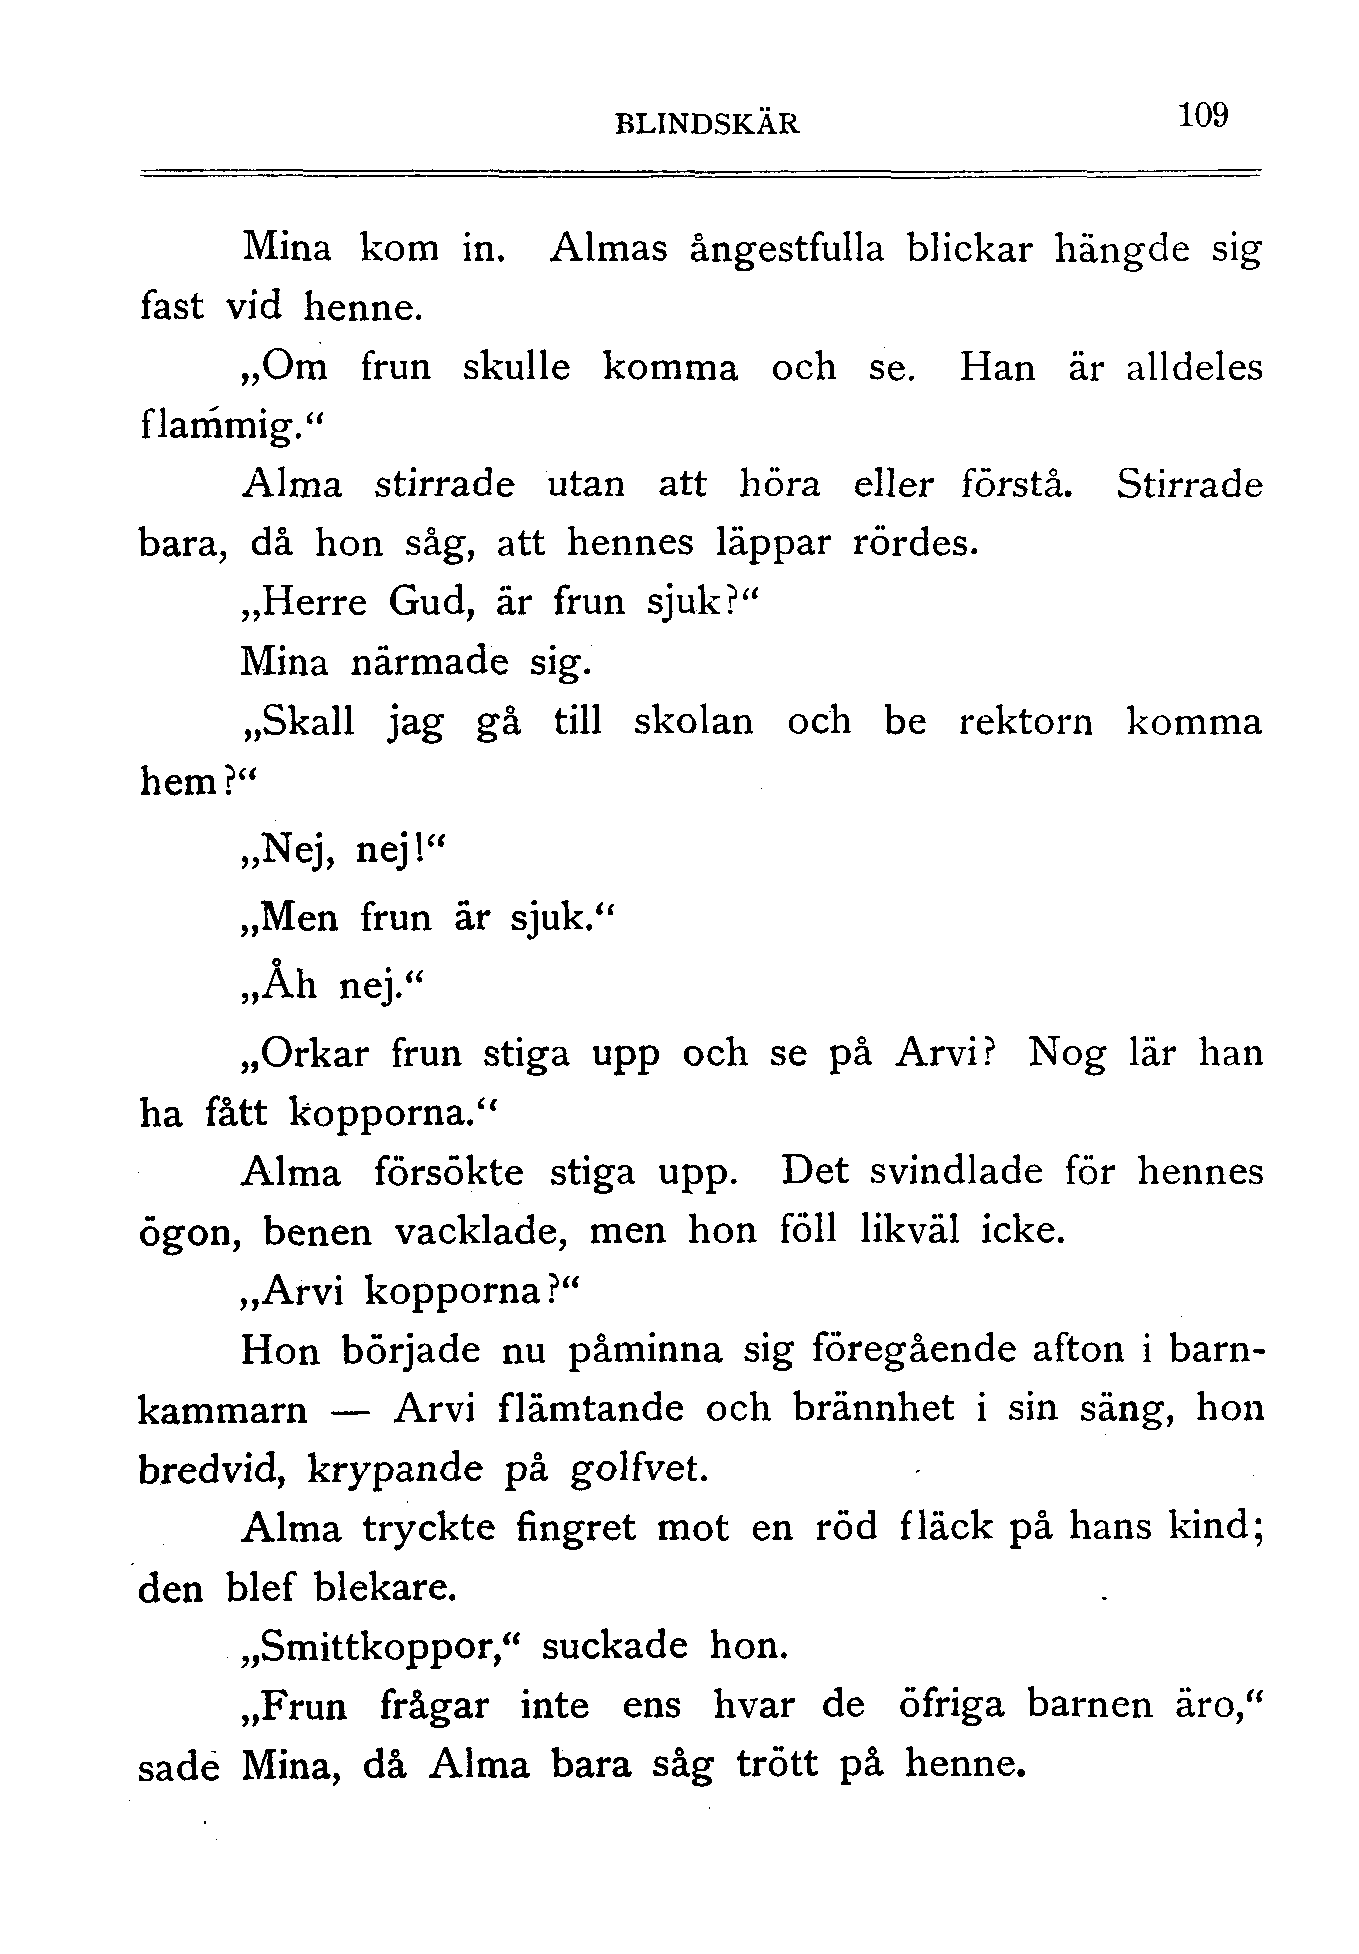 BLINDSKÄR 109
Mina kom in. Almas ångestfulla blickar hängde sig
fast vid henne.
„Om frun skulle komma och se. Han är alldeles
flammig.“
Alma stirrade utan att höra eller förstå. Stirrade
bara, då hon såg, att hennes läppar rördes.
„Herre Gud, är frun sjuk?“
Mina närmade sig.
„Skall jag gå till skolan och be rektorn komma
hem?“
„Nej, nej!“
„Men frun är sjuk.“
„Åh nej.“
„Orkar frun stiga upp och se på Arvi? Nog lär han
ha fått kopporna.“
Alma försökte stiga upp. Det svindlade för hennes
ögon, benen vacklade, men hon föll likväl icke.
„Arvi kopporna?“
Hon började nu påminna sig föregående afton i barn-
kammarn — Arvi flämtande och brännhet i sin säng, hon
bredvid, krypande på golfvet.
Alma tryckte fingret mot en röd fläck på hans kind;
den blef blekare.
„Smittkoppor,“ suckade hon.
„Frun frågar inte ens hvar de öfriga barnen äro,“
sade Mina, då Alma bara såg trött på henne.